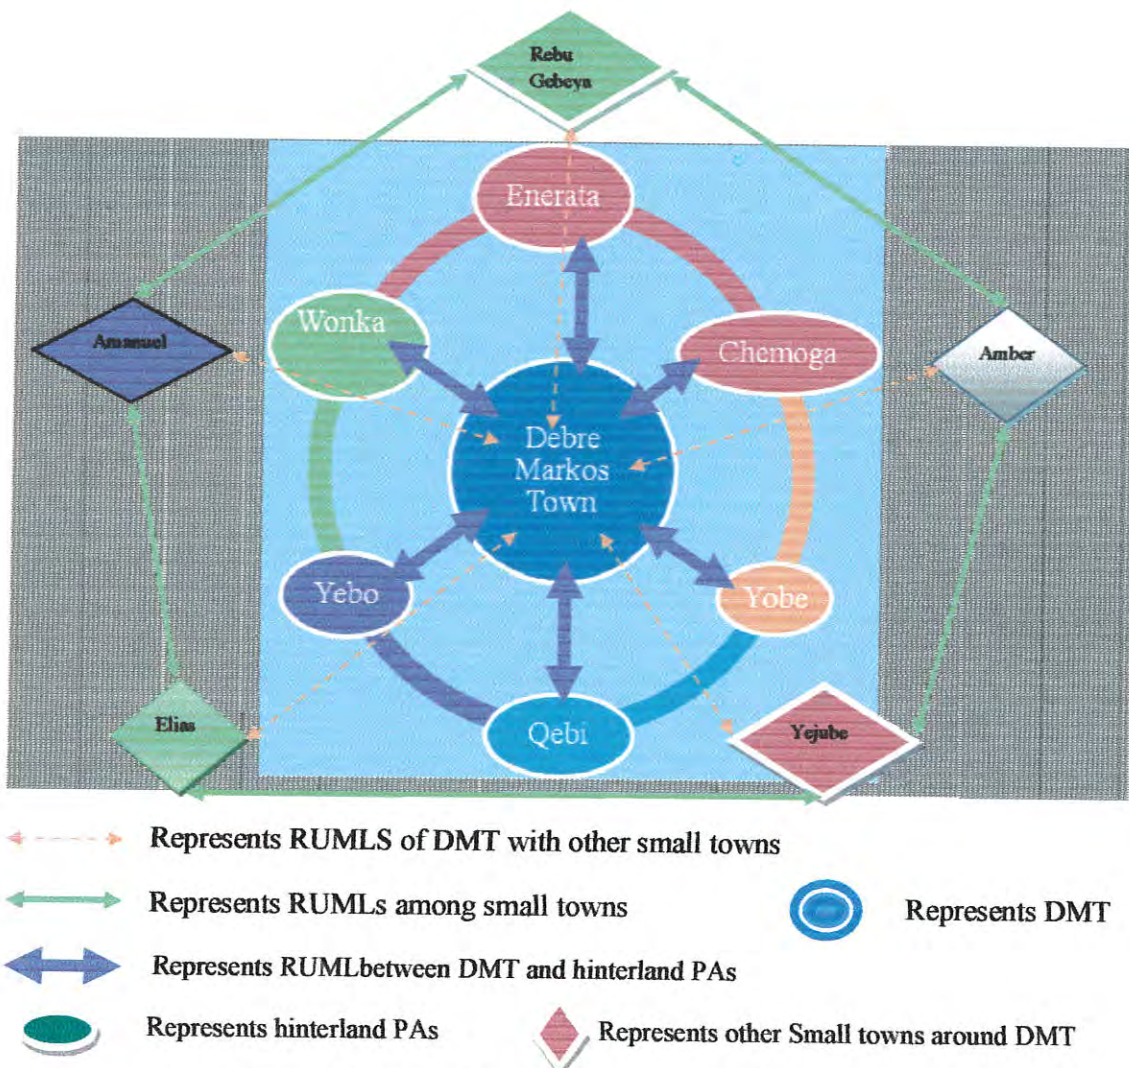 Rebu
Gebeya
Enerata
Wonka
Chemoga
Amanuel
Amber
Debre
Markos
Town
Yebo
Yobe
Elias
Qebi
Yejube
Represents RUMLS of DMT with other small towns
Represents RUMLs among small towns
Represents DMT
Represents RUMLbetween DMT and hinterland PAs
Represents hinterland PAs
Represents other Small towns around DMT